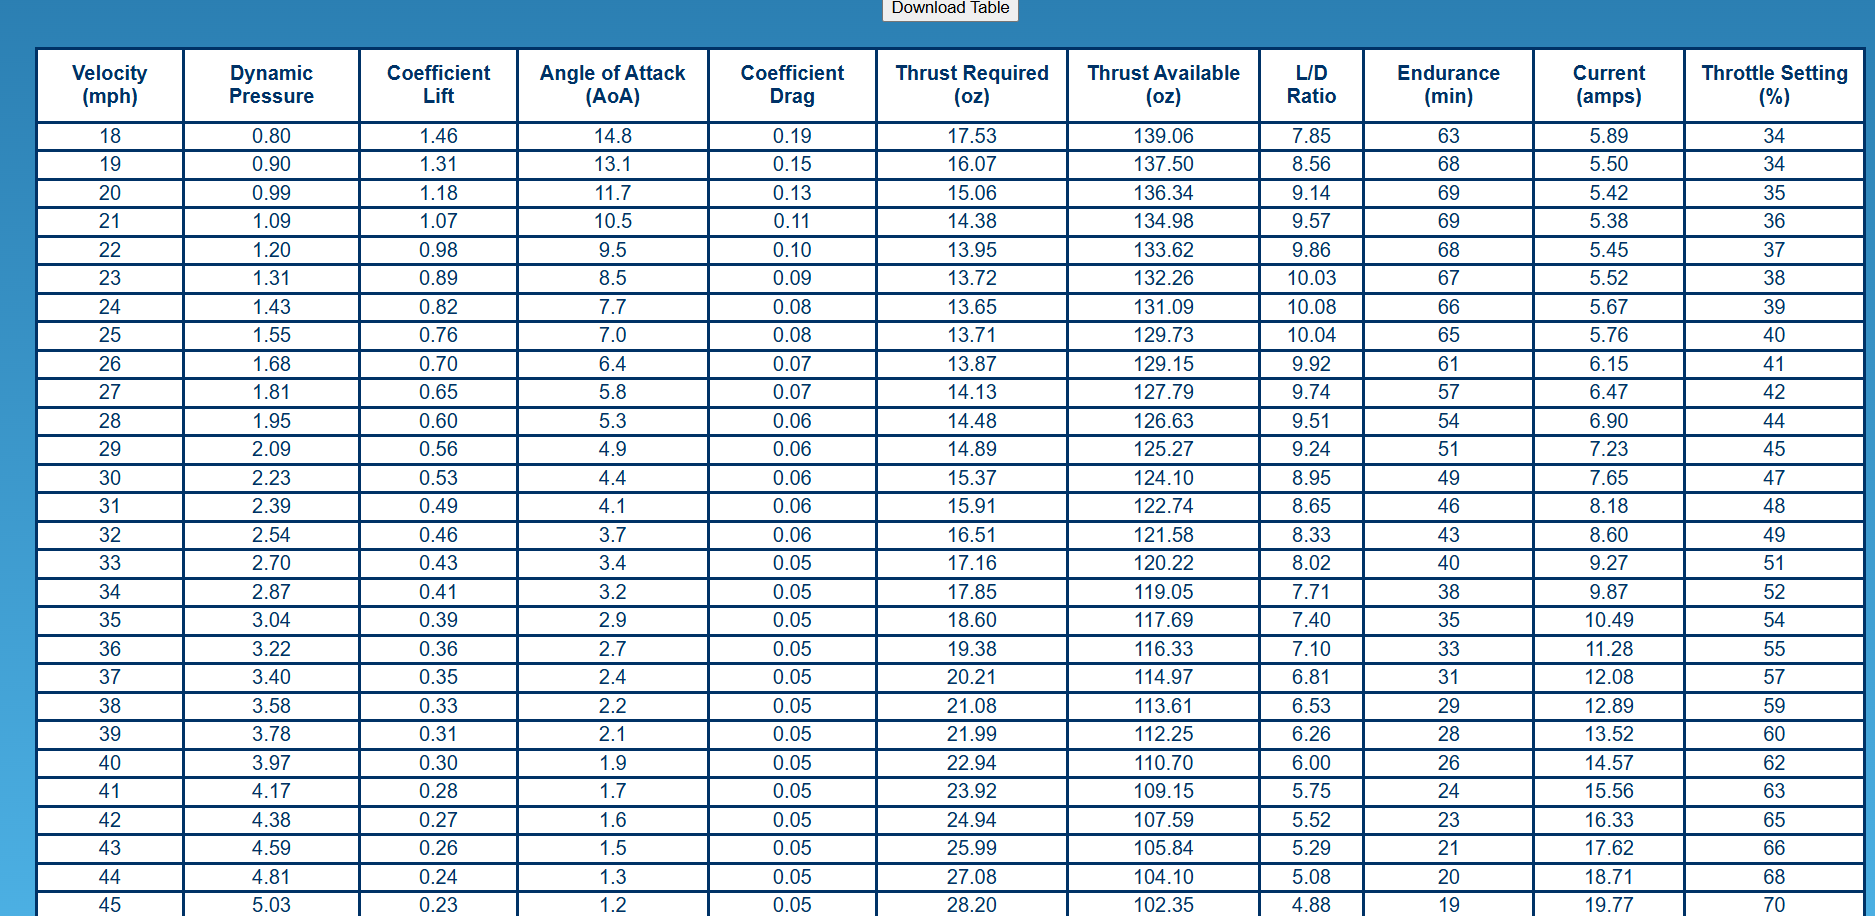 Download Table
Velocity (mph) Dynamic Pressure Coefficient Lift Angle of Attack (AoA) Coefficient Drag Thrust Required (oz) Thrust Available (oz) L/D Ratio Endurance (min) Current (amps) Throttle Setting (%)
18 0.80 1.46 14.8 0.19 17.53 139.06 7.85 63 5.89 34
19 0.90 1.31 13.1 0.15 16.07 137.50 8.56 68 5.50 34
20 0.99 1.18 11.7 0.13 15.06 136.34 9.14 69 5.42 35
21 1.09 1.07 10.5 0.11 14.38 134.98 9.57 69 5.38 36
22 1.20 0.98 9.5 0.10 13.95 133.62 9.86 68 5.45 37
23 1.31 0.89 8.5 0.09 13.72 132.26 10.03 67 5.52 38
24 1.43 0.82 7.7 0.08 13.65 131.09 10.08 66 5.67 39
25 1.55 0.76 7.0 0.08 13.71 129.73 10.04 65 5.76 40
26 1.68 0.70 6.4 0.07 13.87 129.15 9.92 61 6.15 41
27 1.81 0.65 5.8 0.07 14.13 127.79 9.74 57 6.47 42
28 1.95 0.60 5.3 0.06 14.48 126.63 9.51 54 6.90 44
29 2.09 0.56 4.9 0.06 14.89 125.27 9.24 51 7.23 45
30 2.23 0.53 4.4 0.06 15.37 124.10 8.95 49 7.65 47
31 2.39 0.49 4.1 0.06 15.91 122.74 8.65 46 8.18 48
32 2.54 0.46 3.7 0.06 16.51 121.58 8.33 43 8.60 49
33 2.70 0.43 3.4 0.05 17.16 120.22 8.02 40 9.27 51
34 2.87 0.41 3.2 0.05 17.85 119.05 7.71 38 9.87 52
35 3.04 0.39 2.9 0.05 18.60 117.69 7.40 35 10.49 54
36 3.22 0.36 2.7 0.05 19.38 116.33 7.10 33 11.28 55
37 3.40 0.35 2.4 0.05 20.21 114.97 6.81 31 12.08 57
38 3.58 0.33 2.2 0.05 21.08 113.61 6.53 29 12.89 59
39 3.78 0.31 2.1 0.05 21.99 112.25 6.26 28 13.52 60
40 3.97 0.30 1.9 0.05 22.94 110.70 6.00 26 14.57 62
41 4.17 0.28 1.7 0.05 23.92 109.15 5.75 24 15.56 63
42 4.38 0.27 1.6 0.05 24.94 107.59 5.52 23 16.33 65
43 4.59 0.26 1.5 0.05 25.99 105.84 5.29 21 17.62 66
44 4.81 0.24 1.3 0.05 27.08 104.10 5.08 20 18.71 68
45 5.03 0.23 1.2 0.05 28.20 102.35 4.88 19 19.77 70